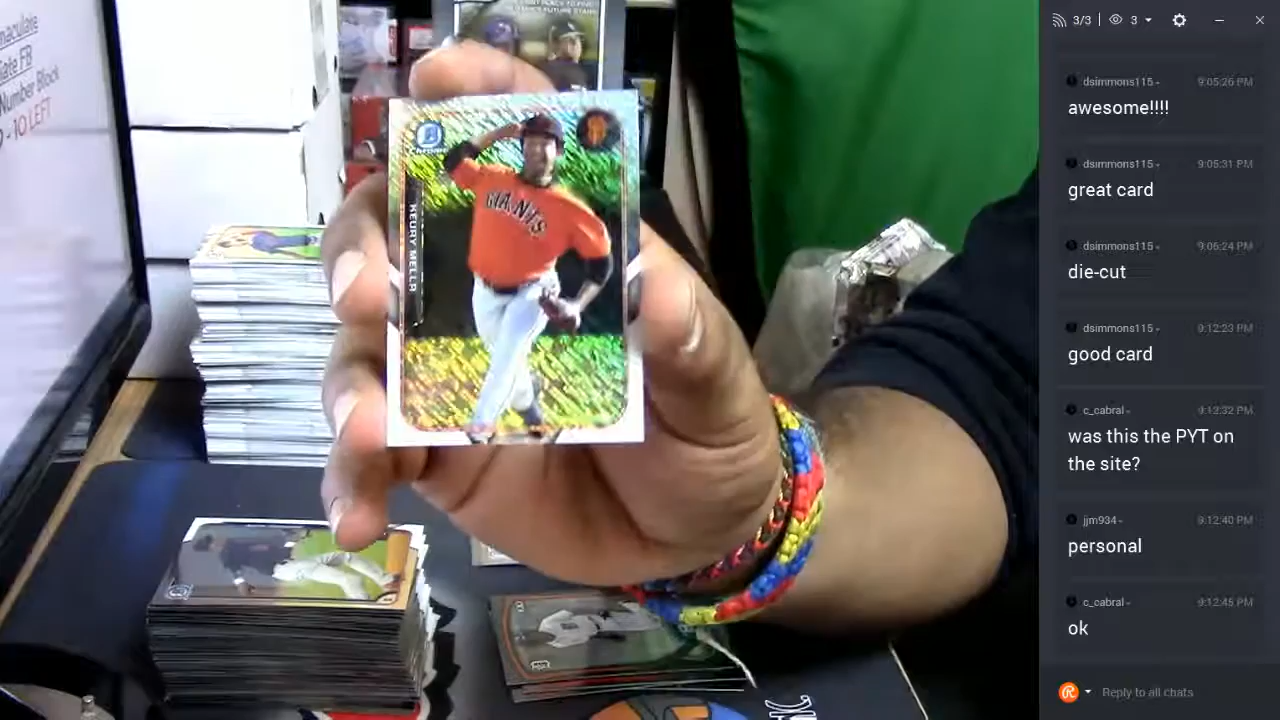 maculate
ate FB
Number Block
- 10 LEFT
Chrome
GIANTS
KEURY MELLA
3/3
3
dsimmons115
9:05:26 PM
awesome!!!!
dsimmons115
9:05:31 PM
great card
dsimmons115
9:06:24 PM
die-cut
dsimmons115
9:12:23 PM
good card
c_cabral
9:12:32 PM
was this the PYT on
the site?
jjm934
9:12:40 PM
personal
c_cabral
9:12:45 PM
ok
Reply to all chats